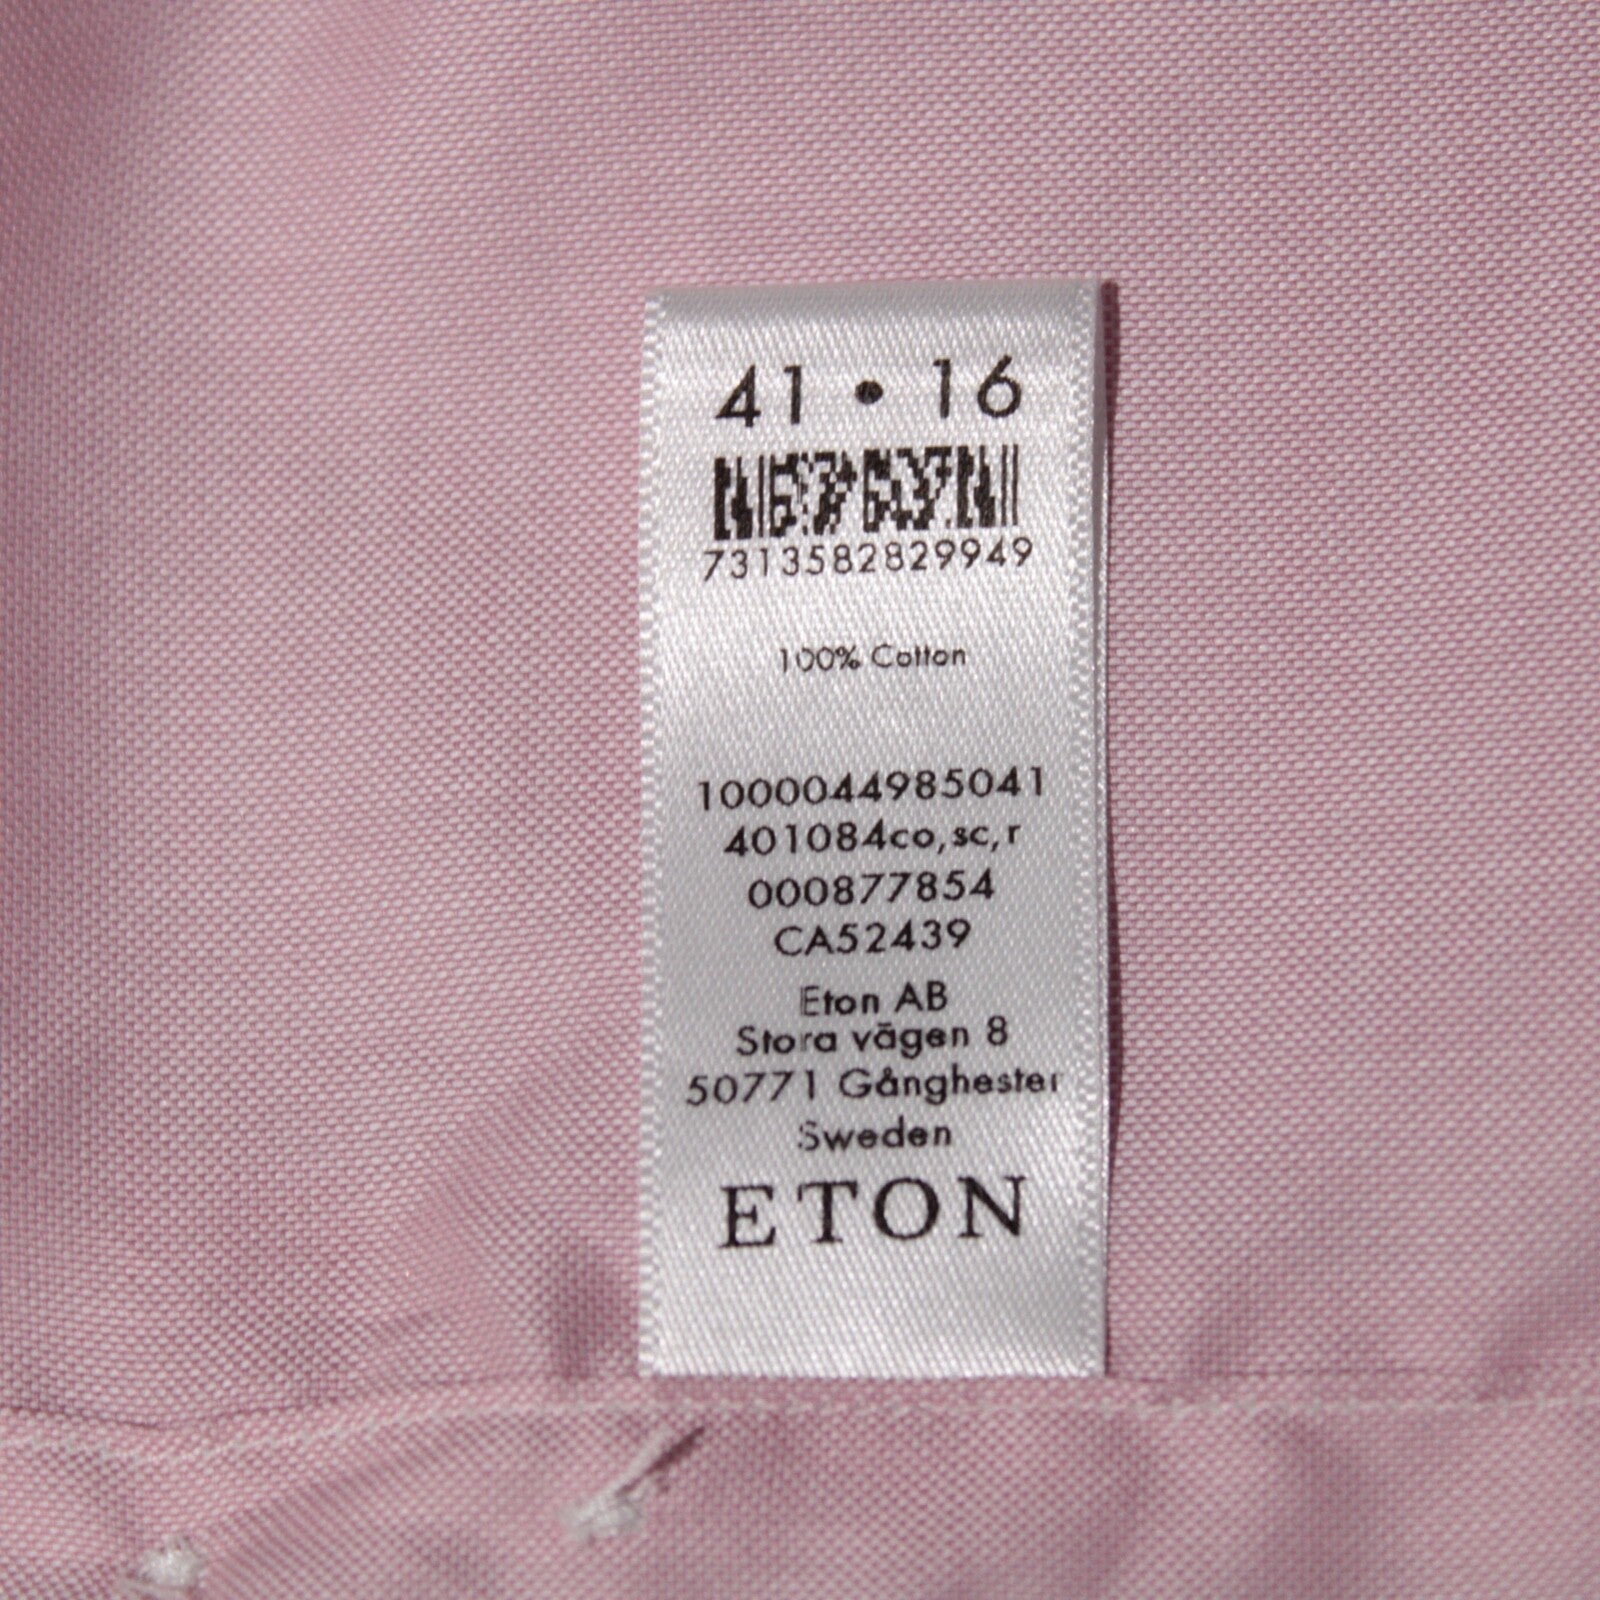 41 • 16
7313582829949
100% Cotton
1000044985041
401084co,sc,r
000877854
CA52439
Eton AB
Stora vägen 8
50771 Gånghester
Sweden
ETON